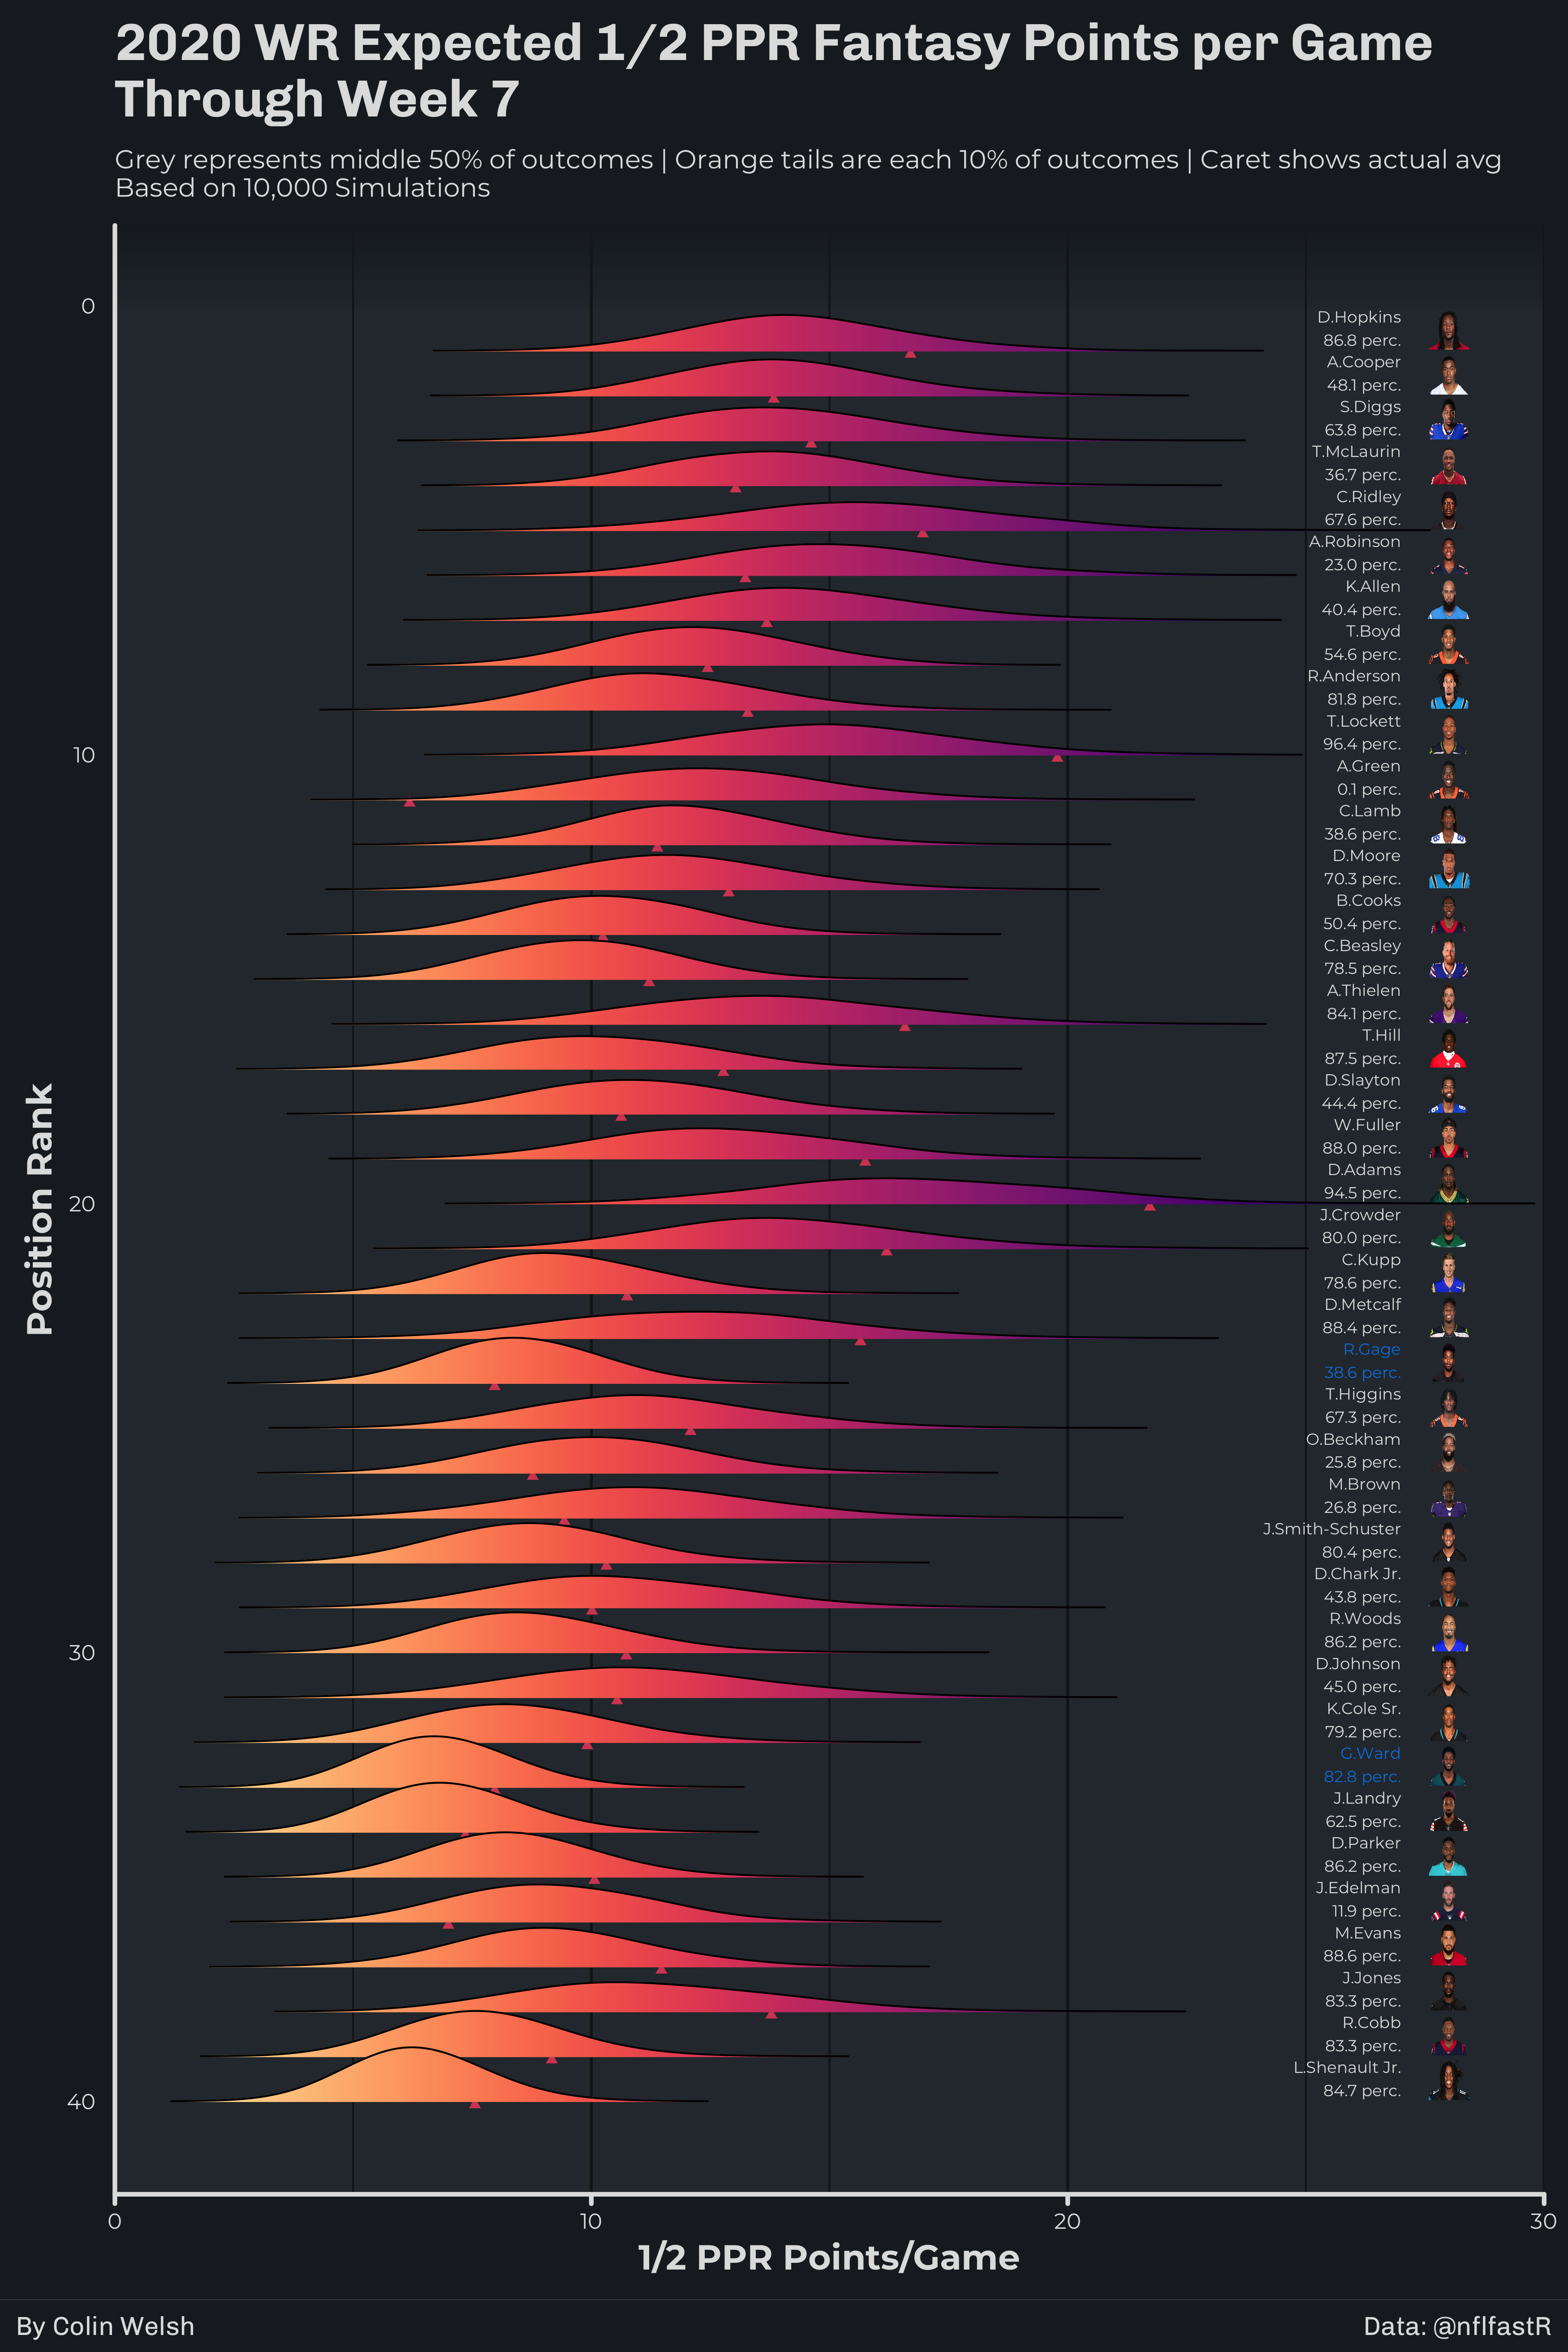 2020 WR Expected 1/2 PPR Fantasy Points per Game
Through Week 7
Grey represents middle 50% of outcomes | Orange tails are each 10% of outcomes | Caret shows actual avg
Based on 10,000 Simulations
Position Rank
0
10
20
30
40
D.Hopkins
86.8 perc.
A.Cooper
48.1 perc.
S.Diggs
63.8 perc.
T.McLaurin
36.7 perc.
C.Ridley
67.6 perc.
A.Robinson
23.0 perc.
K.Allen
40.4 perc.
T.Boyd
54.6 perc.
R.Anderson
81.8 perc.
T.Lockett
96.4 perc.
A.Green
0.1 perc.
C.Lamb
38.6 perc.
D.Moore
70.3 perc.
B.Cooks
50.4 perc.
C.Beasley
78.5 perc.
A.Thielen
84.1 perc.
T.Hill
87.5 perc.
D.Slayton
44.4 perc.
W.Fuller
88.0 perc.
D.Adams
94.5 perc.
J.Crowder
80.0 perc.
C.Kupp
78.6 perc.
D.Metcalf
88.4 perc.
R.Gage
38.6 perc.
T.Higgins
67.3 perc.
O.Beckham
25.8 perc.
M.Brown
26.8 perc.
J.Smith-Schuster
80.4 perc.
D.Chark Jr.
43.8 perc.
R.Woods
86.2 perc.
D.Johnson
45.0 perc.
K.Cole Sr.
79.2 perc.
G.Ward
82.8 perc.
J.Landry
62.5 perc.
D.Parker
86.2 perc.
J.Edelman
11.9 perc.
M.Evans
88.6 perc.
J.Jones
83.3 perc.
R.Cobb
83.3 perc.
L.Shenault Jr.
84.7 perc.
0
10
20
30
1/2 PPR Points/Game
By Colin Welsh
Data: @nflfastR